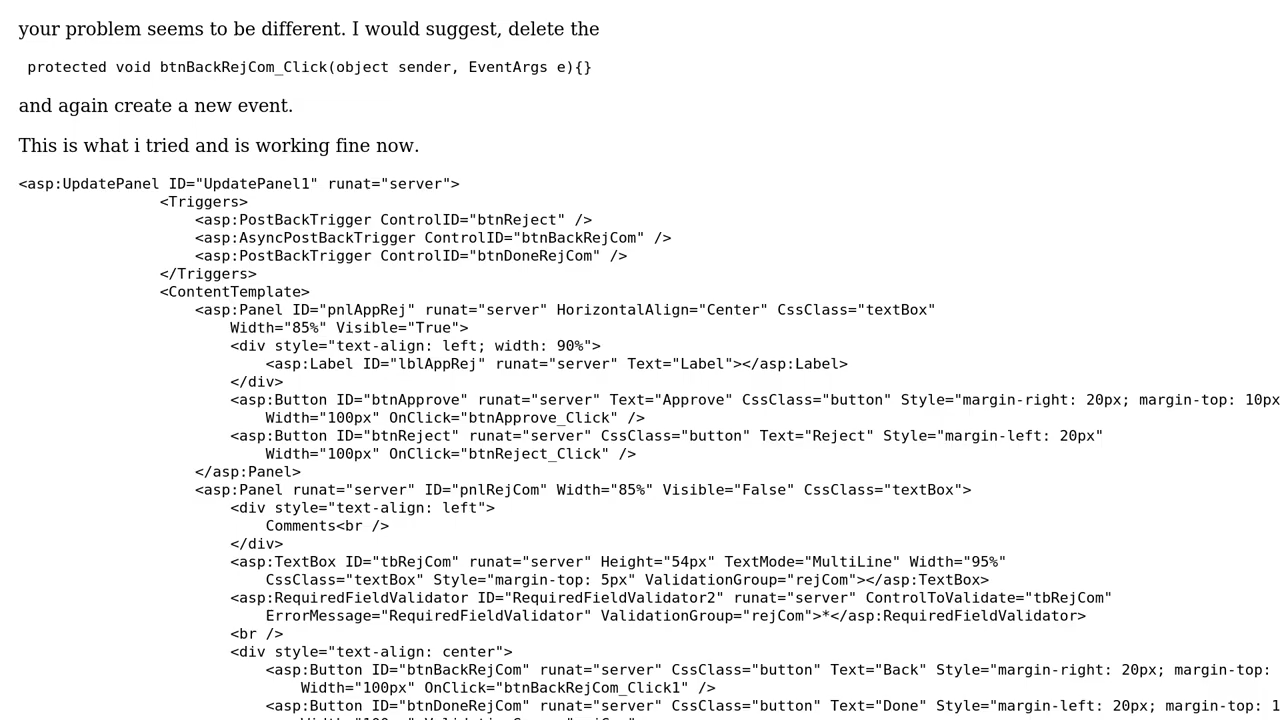 your problem seems to be different. I would suggest, delete the
protected void btnBackRejCom_Click(object sender, EventArgs e){}
and again create a new event.
This is what i tried and is working fine now.
<asp:UpdatePanel ID="UpdatePanel1" runat="server">
<Triggers>
<asp:PostBackTrigger ControlID="btnReject" />
<asp:AsyncPostBackTrigger ControlID="btnBackRejCom" />
<asp:PostBackTrigger ControlID="btnDoneRejCom" />
</Triggers>
<ContentTemplate>
<asp:Panel ID="pnlAppRej" runat="server" HorizontalAlign="Center" CssClass="textBox"
Width="85%" Visible="True">
<div style="text-align: left; width: 90%">
<asp:Label ID="lblAppRej" runat="server" Text="Label"></asp:Label>
</div>
<asp:Button ID="btnApprove" runat="server" Text="Approve" CssClass="button" Style="margin-right: 20px; margin-top: 10px
Width="100px" OnClick="btnApprove_Click" />
<asp:Button ID="btnReject" runat="server" CssClass="button" Text="Reject" Style="margin-left: 20px"
Width="100px" OnClick="btnReject_Click" />
</asp:Panel>
<asp:Panel runat="server" ID="pnlRejCom" Width="85%" Visible="False" CssClass="textBox">
<div style="text-align: left">
Comments<br />
</div>
<asp:TextBox ID="tbRejCom" runat="server" Height="54px" TextMode="MultiLine" Width="95%"
CssClass="textBox" Style="margin-top: 5px" ValidationGroup="rejCom"></asp:TextBox>
<asp:RequiredFieldValidator ID="RequiredFieldValidator2" runat="server" ControlToValidate="tbRejCom"
ErrorMessage="RequiredFieldValidator" ValidationGroup="rejCom">*</asp:RequiredFieldValidator>
<br />
<div style="text-align: center">
<asp:Button ID="btnBackRejCom" runat="server" CssClass="button" Text="Back" Style="margin-right: 20px; margin-top:
Width="100px" OnClick="btnBackRejCom_Click1" />
<asp:Button ID="btnDoneRejCom" runat="server" CssClass="button" Text="Done" Style="margin-left: 20px; margin-top: 1